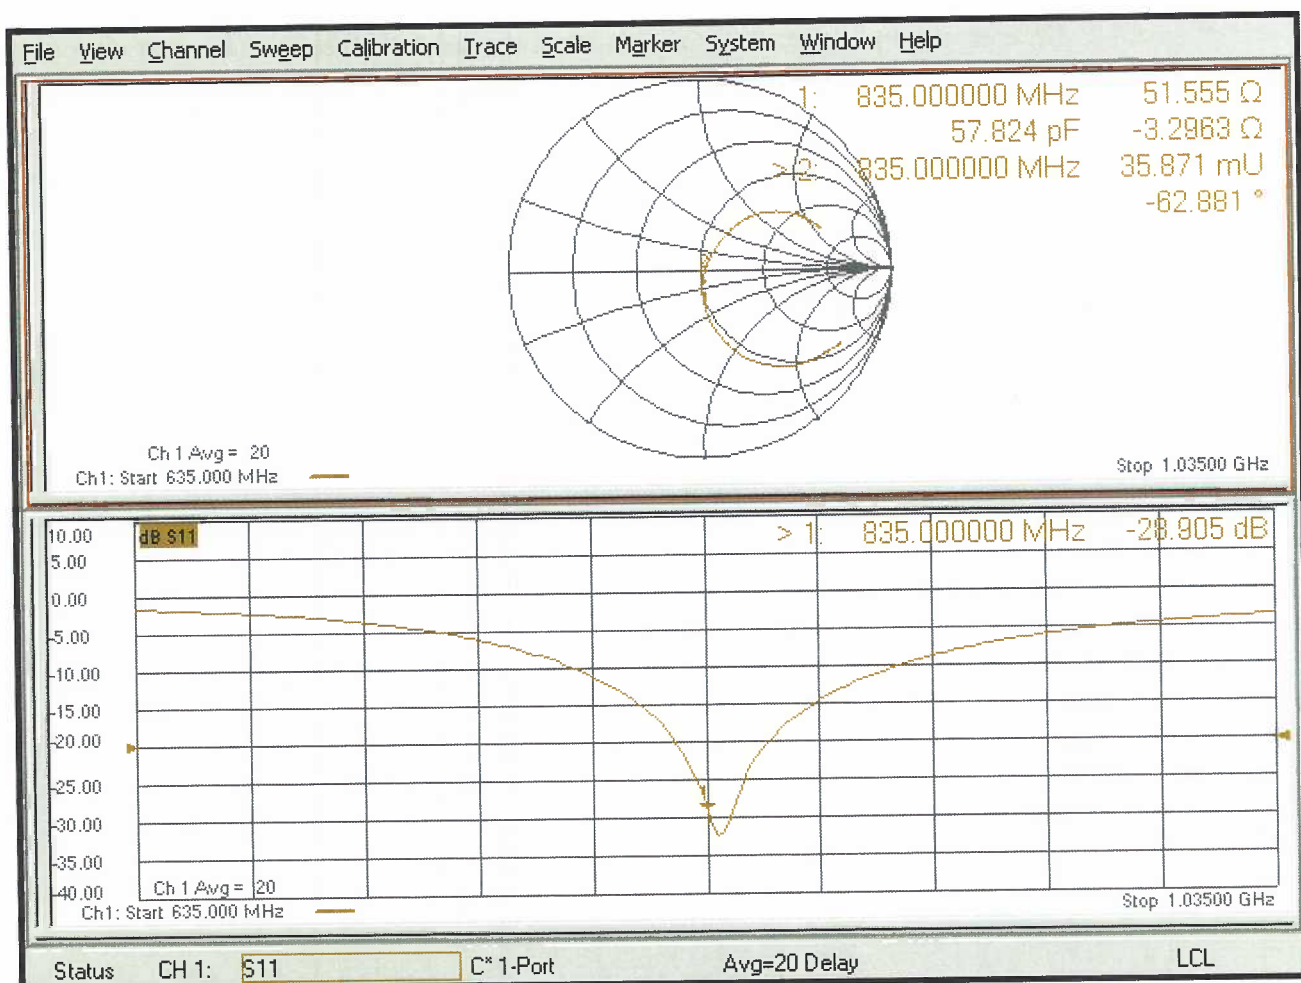 File View Channel Sweep Calibration Trace Scale Marker System Window Help
1: 835.000000 MHz 51.555 Ω
57.824 pF -3.2963 Ω
> 2: 835.000000 MHz 35.871 mU
-62.881 °
Ch 1 Avg = 20
Ch1: Start 635.000 MHz
Stop 1.03500 GHz
10.00
dB S11
> 1: 835.000000 MHz -28.905 dB
5.00
0.00
-5.00
-10.00
-15.00
-20.00
-25.00
1
-30.00
-35.00
-40.00
Ch 1 Avg = 20
Ch1: Start 635.000 MHz
Stop 1.03500 GHz
Status CH 1: S11 C* 1-Port Avg=20 Delay LCL